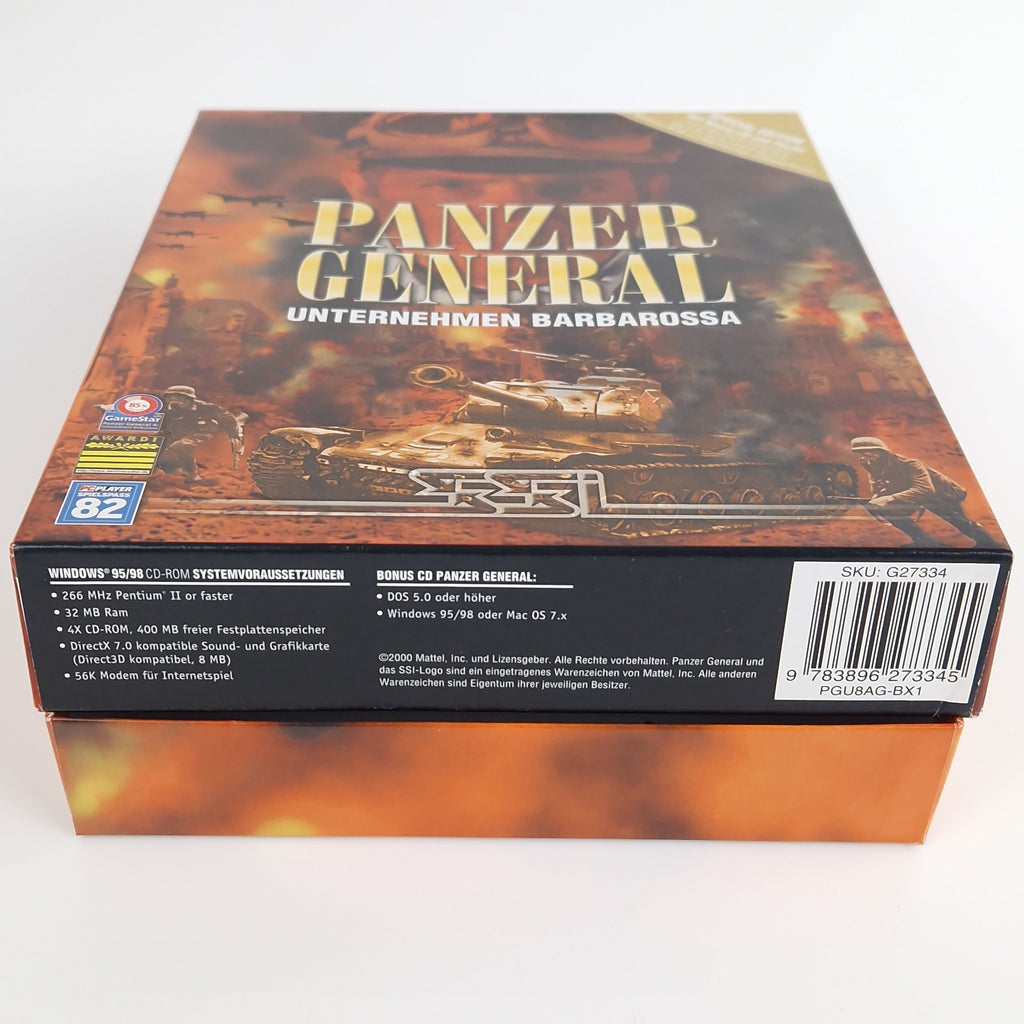 PANZER
GENERAL
UNTERNEHMEN BARBAROSSA
85%
GameStar
AWARD!
PC PLAYER
SPIELSPASS
82
SSI
WINDOWS® 95/98 CD-ROM SYSTEMVORAUSSETZUNGEN
• 266 MHz Pentium® II or faster
• 32 MB Ram
• 4X CD-ROM, 400 MB freier Festplattenspeicher
• DirectX 7.0 kompatible Sound- und Grafikkarte
(Direct3D kompatibel, 8 MB)
• 56K Modem für Internetspiel
BONUS CD PANZER GENERAL:
• DOS 5.0 oder höher
• Windows 95/98 oder Mac OS 7.x
©2000 Mattel, Inc. und Lizensgeber. Alle Rechte vorbehalten. Panzer General und
das SSI-Logo sind ein eingetragenes Warenzeichen von Mattel, Inc. Alle anderen
Warenzeichen sind Eigentum ihrer jeweiligen Besitzer.
SKU: G27334
9 783896 273345
PGU8AG-BX1